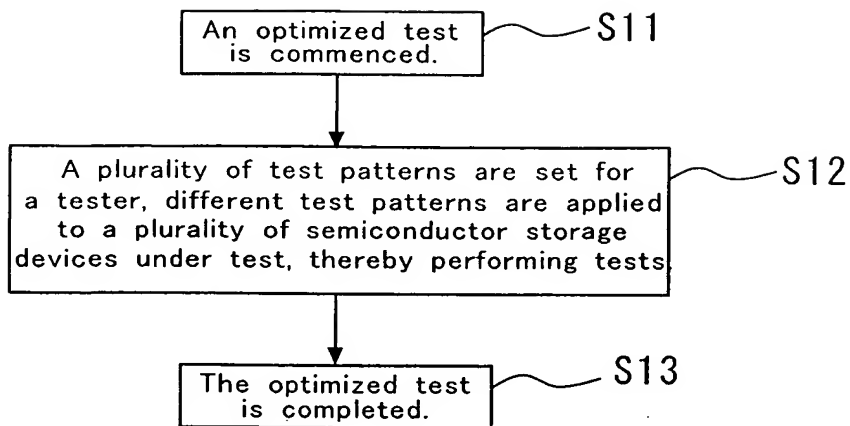 An optimized test
is commenced.
S11
A plurality of test patterns are set for
a tester, different test patterns are applied
to a plurality of semiconductor storage
devices under test, thereby performing tests
S12
The optimized test
is completed.
S13